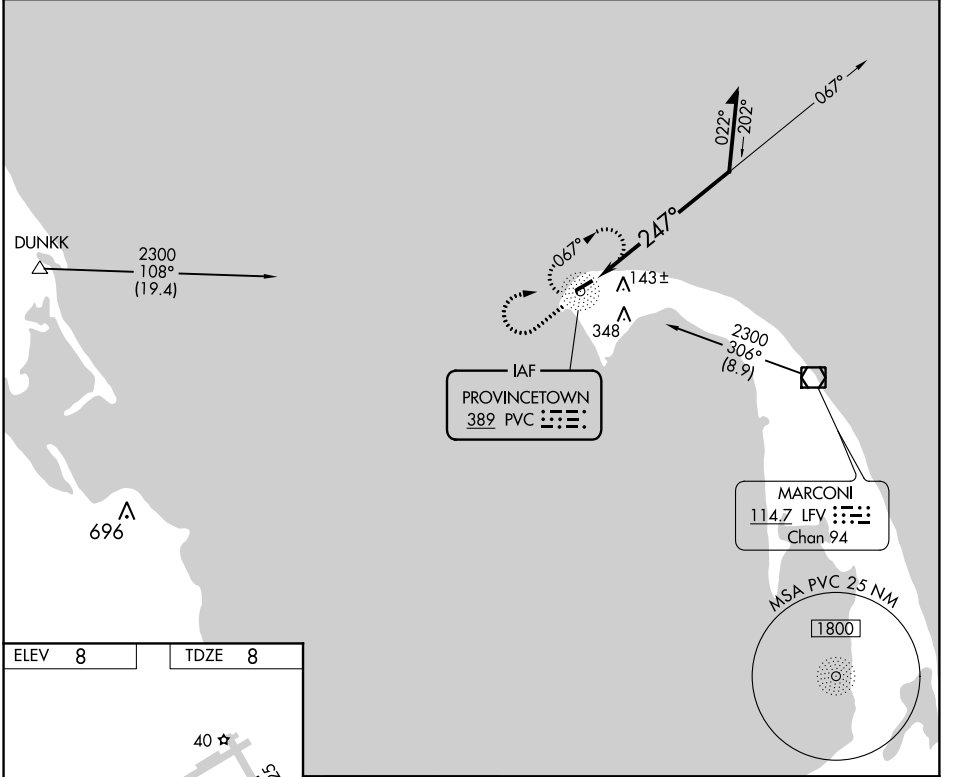 067°
022°
202°
247°
067°
DUNKK
2300
108°
(19.4)
143±
348
2300
306°
(8.9)
IAF
PROVINCETOWN
389 PVC
MARCONI
114.7 LFV
Chan 94
696
MSA PVC 25 NM
1800
ELEV 8
TDZE 8
40